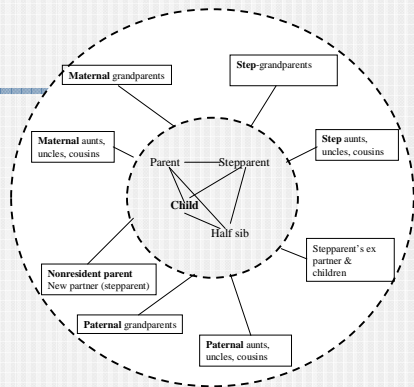 Maternal grandparents
Step-grandparents
Maternal aunts,
uncles, cousins
Step aunts,
uncles, cousins
Parent
Stepparent
Child
Half sib
Nonresident parent
New partner (stepparent)
Stepparent's ex
partner &
children
Paternal grandparents
Paternal aunts,
uncles, cousins